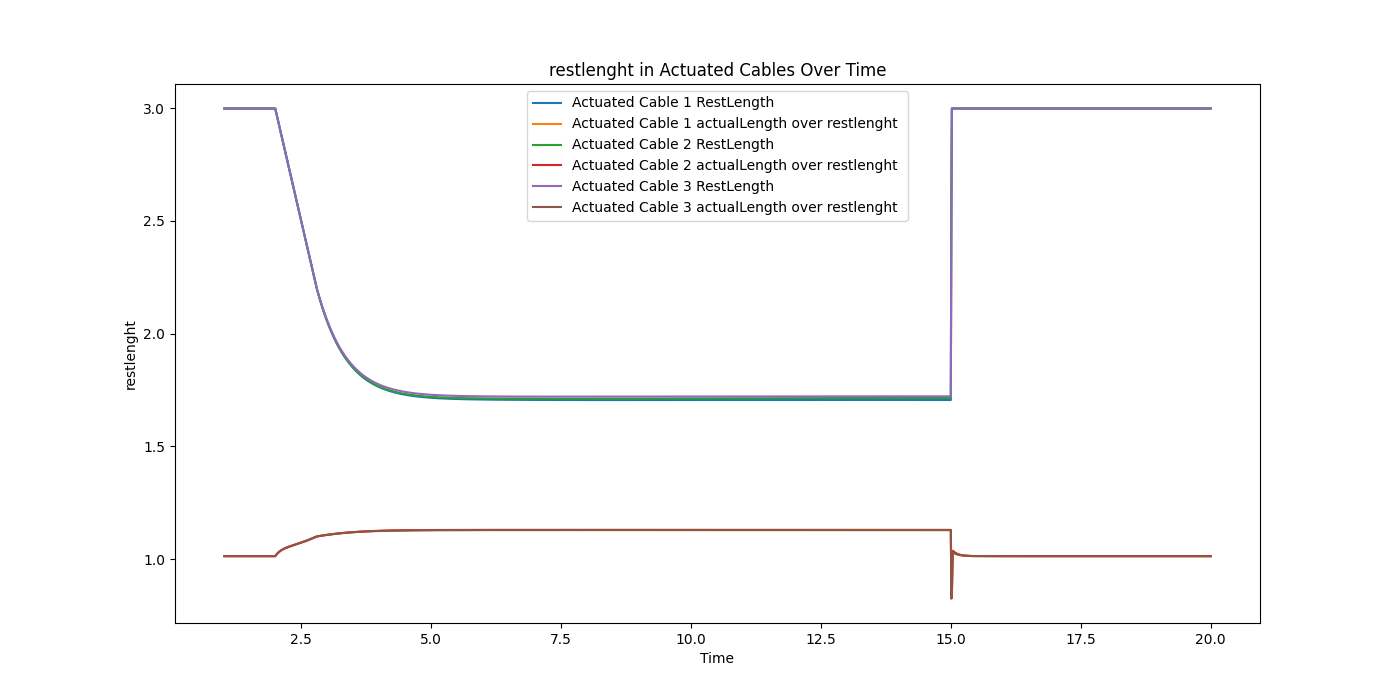 restlenght in Actuated Cables Over Time
Actuated Cable 1 RestLength
Actuated Cable 1 actualLength over restlenght
Actuated Cable 2 RestLength
Actuated Cable 2 actualLength over restlenght
Actuated Cable 3 RestLength
Actuated Cable 3 actualLength over restlenght
restlenght
3.0
2.5
2.0
1.5
1.0
2.5 5.0 7.5 10.0 12.5 15.0 17.5 20.0
Time